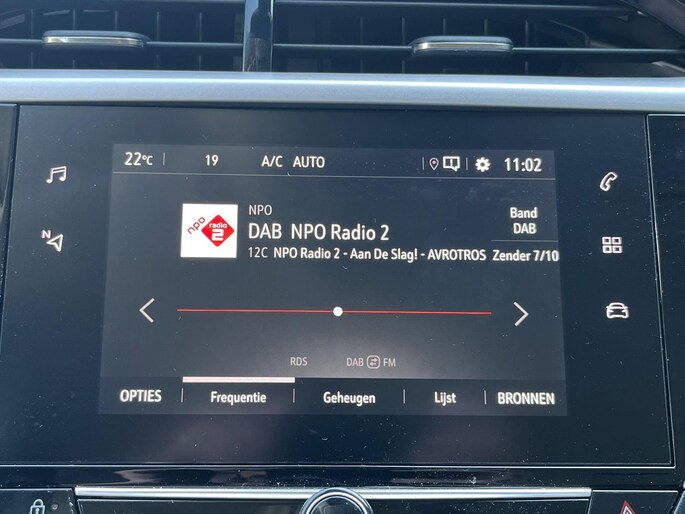 22°C 19 A/C AUTO 11:02
NPO
DAB NPO Radio 2
12C NPO Radio 2 - Aan De Slag! - AVROTROS
Band
DAB
Zender 7/10
npo radio 2
N
RDS DAB FM
OPTIES Frequentie Geheugen Lijst BRONNEN